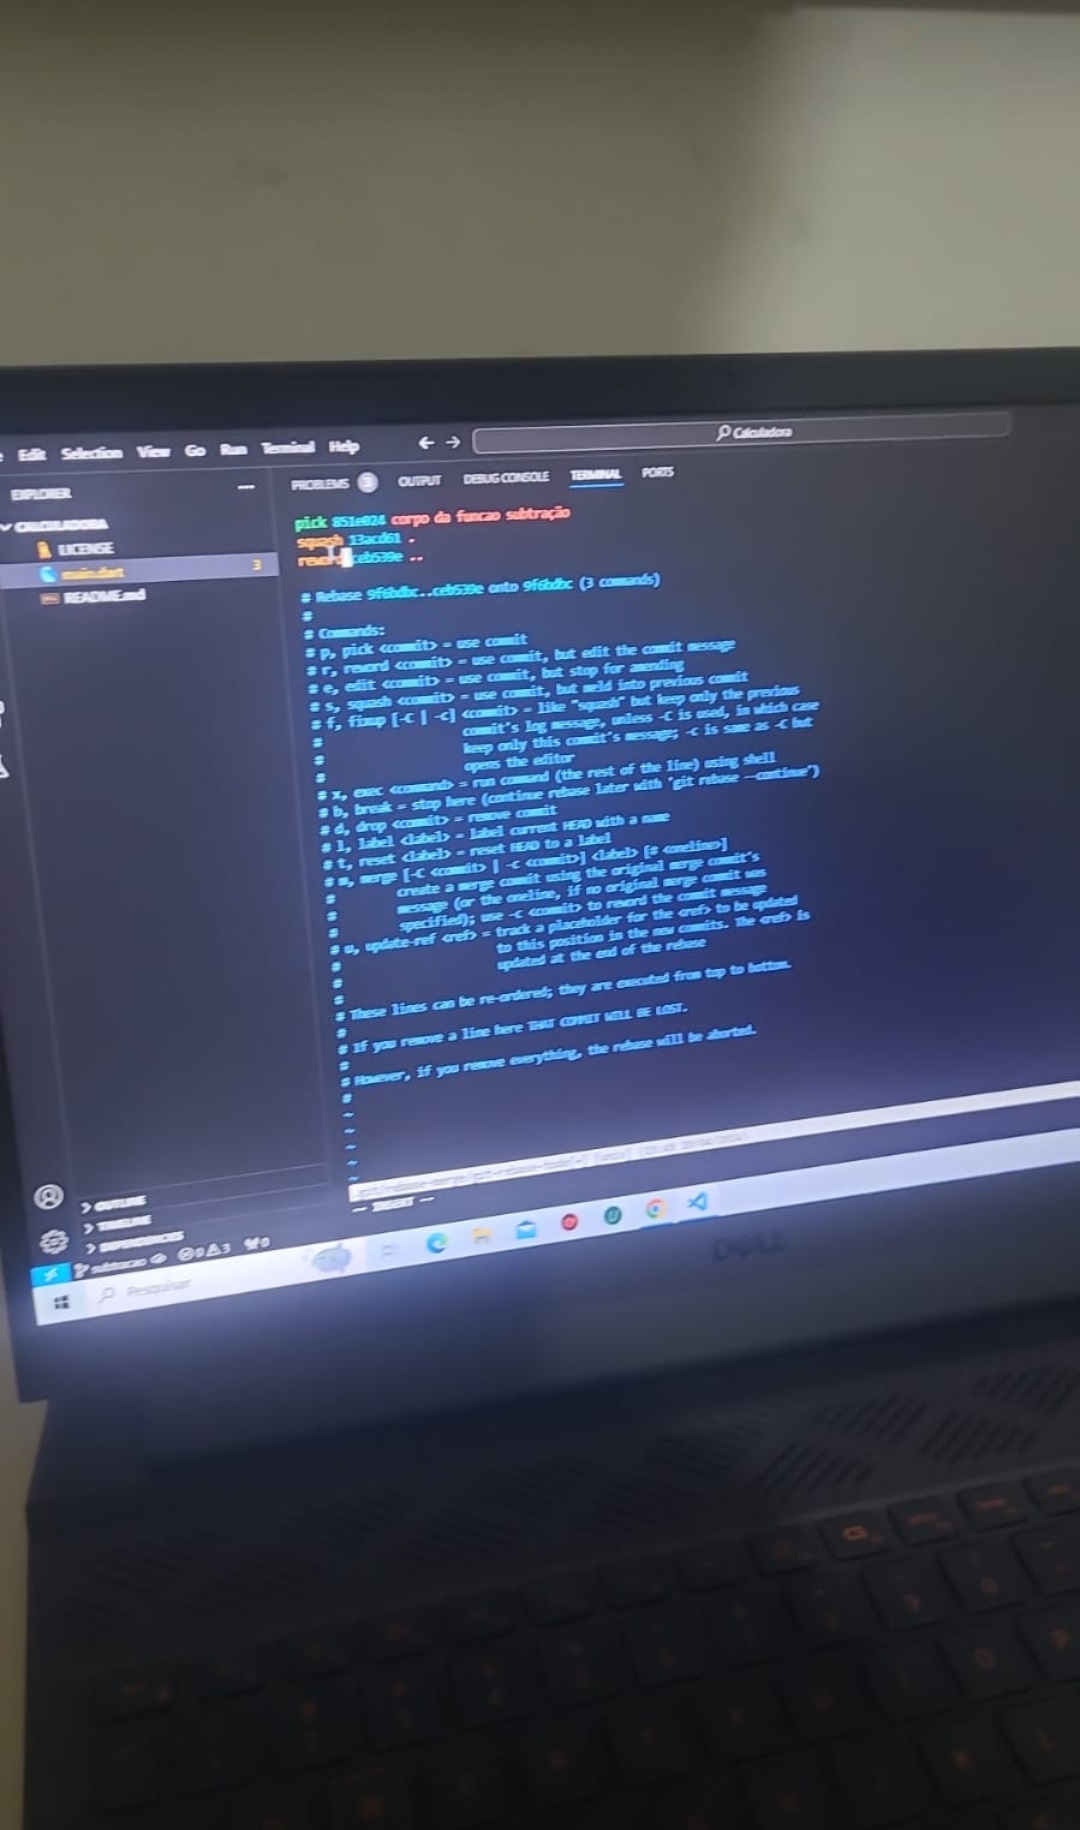 Edit Selection View Go Run Terminal Help
Calculadora
EXPLORER
PROBLEMS 3 OUTPUT DEBUG CONSOLE TERMINAL PORTS
CALCULADORA
LICENSE
main.dart 3
README.md
pick 851e024 corpo da funcao subtração
squash 13acd61 .
reword ceb539e ..
# Rebase 9f6bdbc..ceb539e onto 9f6bdbc (3 commands)
#
# Commands:
# p, pick <commit> = use commit
# r, reword <commit> = use commit, but edit the commit message
# e, edit <commit> = use commit, but stop for amending
# s, squash <commit> = use commit, but meld into previous commit
# f, fixup [-C | -c] <commit> = like "squash" but keep only the previous
# commit's log message, unless -C is used, in which case
# keep only this commit's message; -c is same as -C but
# opens the editor
# x, exec <command> = run command (the rest of the line) using shell
# b, break = stop here (continue rebase later with 'git rebase --continue')
# d, drop <commit> = remove commit
# l, label <label> = label current HEAD with a name
# t, reset <label> = reset HEAD to a label
# m, merge [-C <commit> | -c <commit>] <label> [# <oneline>]
# create a merge commit using the original merge commit's
# message (or the oneline, if no original merge commit was
# specified); use -c <commit> to reword the commit message
# u, update-ref <ref> = track a placeholder for the <ref> to be updated
# to this position in the new commits. The <ref> is
# updated at the end of the rebase
#
# These lines can be re-ordered; they are executed from top to bottom.
#
# If you remove a line here THAT COMMIT WILL BE LOST.
#
# However, if you remove everything, the rebase will be aborted.
#
~
~
~
~
~
.git/rebase-merge/git-rebase-todo[+] [unix]
-- INSERT --
OUTLINE
TIMELINE
DEPENDENCIES
subtracao 0 3 0
Pesquisar
DELL